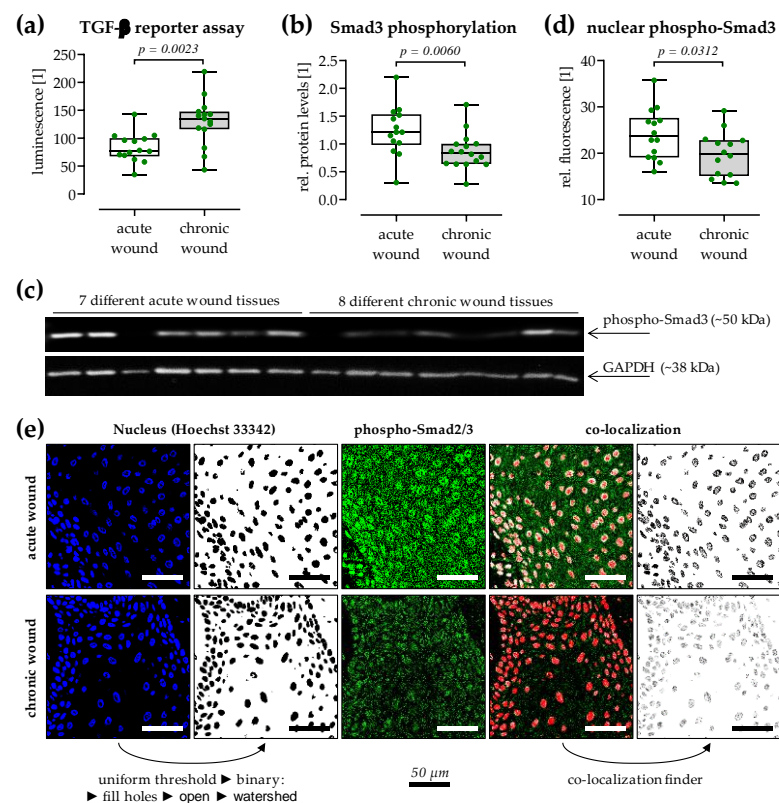 (a)
TGF-β reporter assay
p = 0.0023
luminescence [1]
250
200
150
100
50
0
acute wound
chronic wound
(b)
Smad3 phosphorylation
p = 0.0060
rel. protein levels [1]
2.5
2.0
1.5
1.0
0.5
0.0
acute wound
chronic wound
(d)
nuclear phospho-Smad3
p = 0.0312
rel. fluorescence [1]
40
30
20
10
acute wound
chronic wound
(c)
7 different acute wound tissues
8 different chronic wound tissues
phospho-Smad3 (~50 kDa)
GAPDH (~38 kDa)
(e)
Nucleus (Hoechst 33342)
phospho-Smad2/3
co-localization
acute wound
chronic wound
uniform threshold ► binary:
► fill holes ► open ► watershed
50 µm
co-localization finder